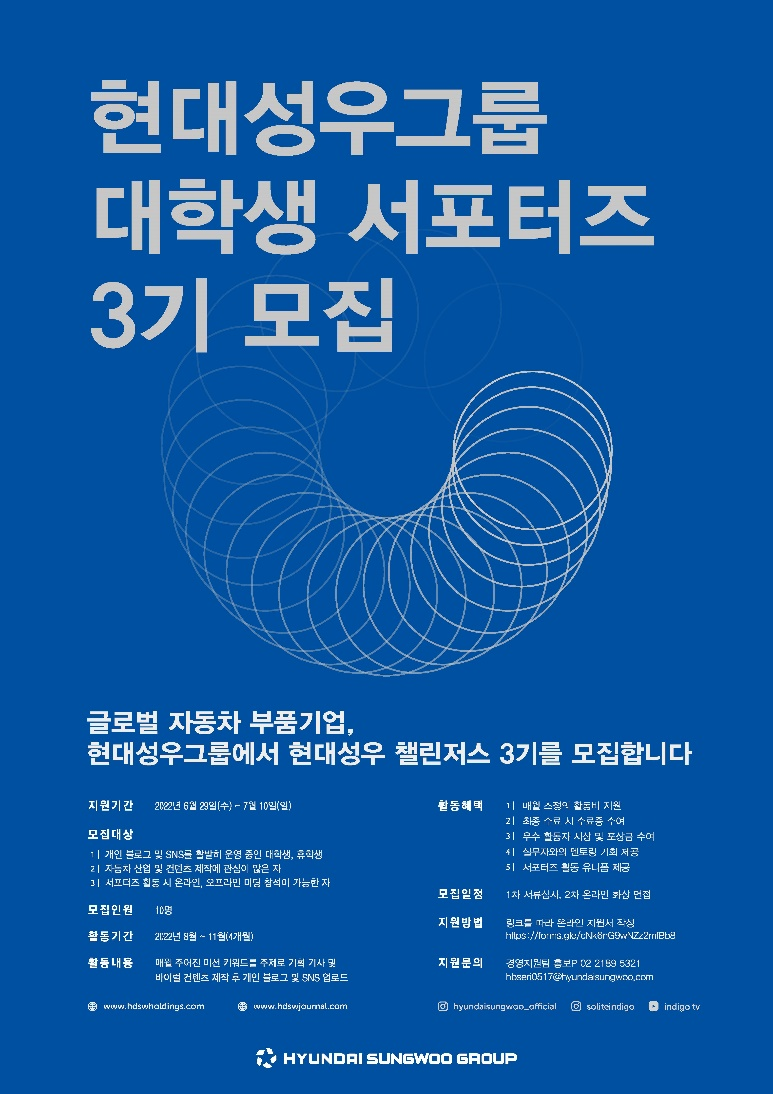 현대성우그룹
대학생 서포터즈
3기 모집
글로벌 자동차 부품기업,
현대성우그룹에서 현대성우 챌린저스 3기를 모집합니다
지원기간 2022년 6월 29일(수) ~ 7월 10일(일)
모집대상
1| 개인 블로그 및 SNS를 활발히 운영 중인 대학생, 휴학생
2| 자동차 산업 및 컨텐츠 제작에 관심이 많은 자
3| 서포터즈 활동 시 온라인, 오프라인 미팅 참석이 가능한 자
모집인원 10명
활동기간 2022년 8월 ~ 11월(4개월)
활동내용 매월 주어진 미션 키워드를 주제로 기획 기사 및
바이럴 컨텐츠 제작 후 개인 블로그 및 SNS 업로드
활동혜택 1| 매월 소정의 활동비 지원
2| 최종 수료 시 수료증 수여
3| 우수 활동자 시상 및 포상금 수여
4| 실무자와의 멘토링 기회 제공
5| 서포터즈 활동 유니폼 제공
모집일정 1차 서류심사, 2차 온라인 화상 면접
지원방법 링크를 따라 온라인 지원서 작성
지원문의 경영지원팀 홍보P 02 2189 5321
hbseri0517@hyundaisungwoo.com
www.hdswholdings.com www.hdswjournal.com
hyundaisungwoo_official soliteindigo indigo tv
HYUNDAI SUNGWOO GROUP